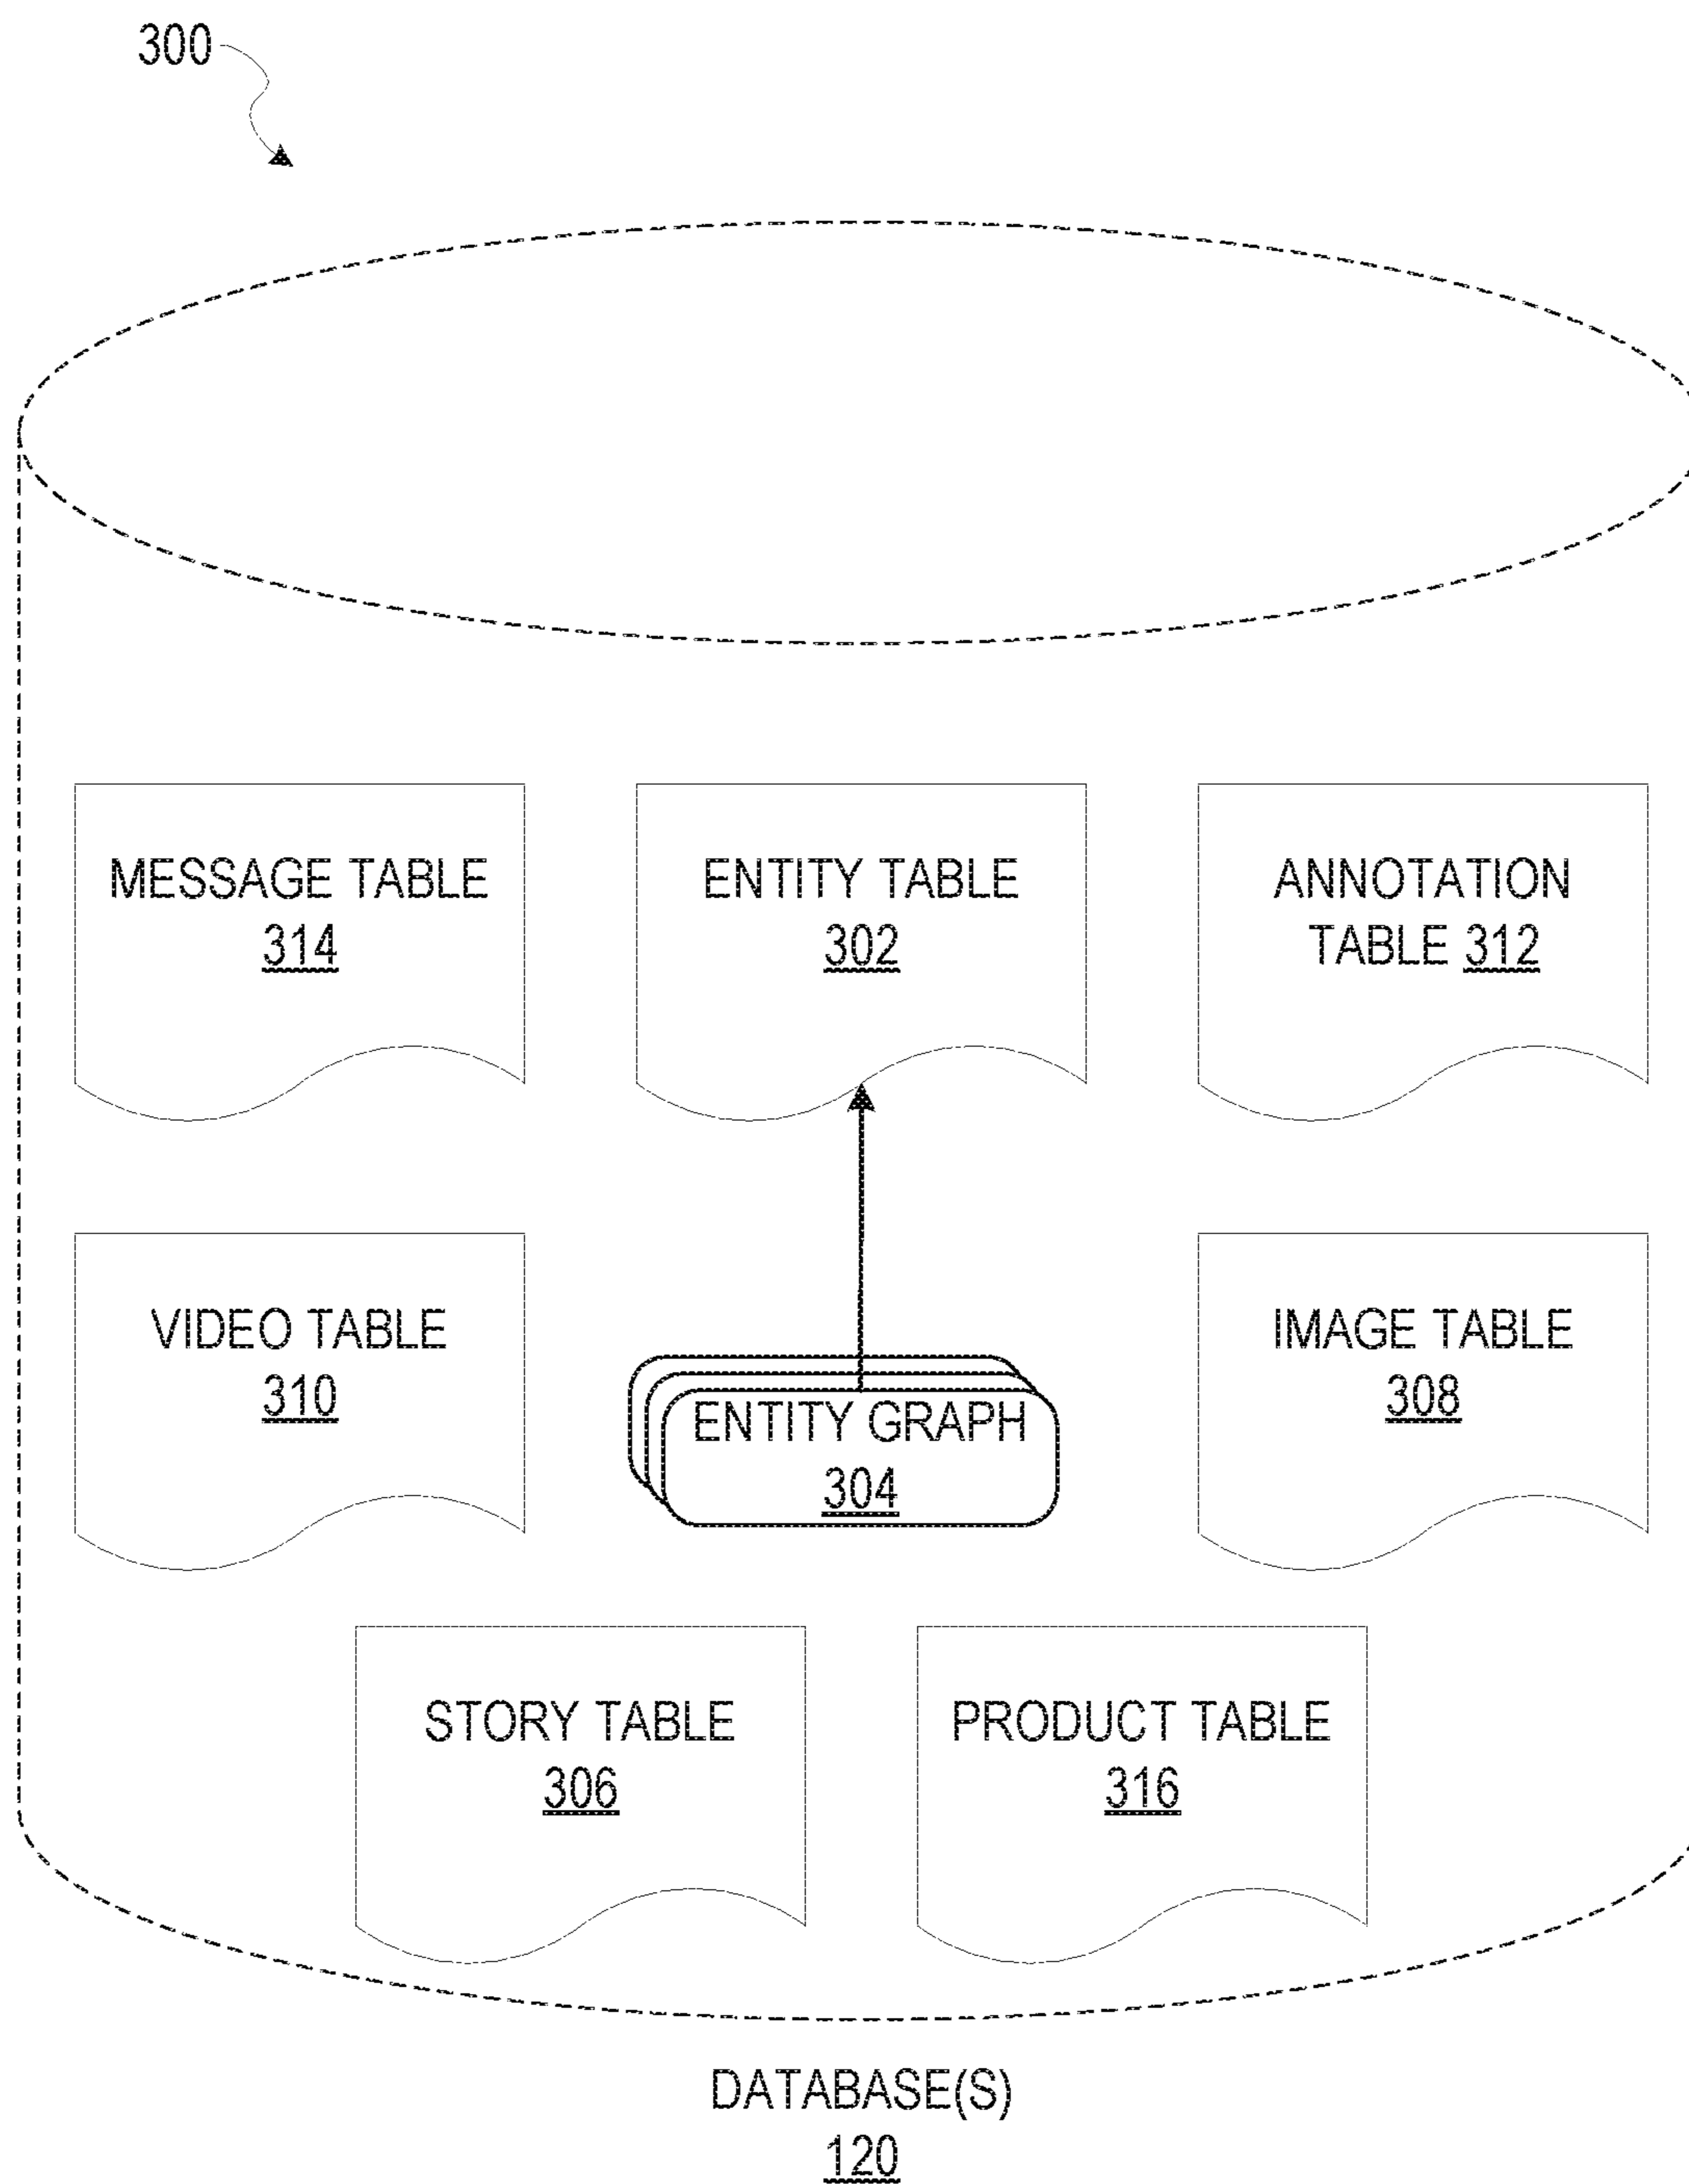 300
MESSAGE TABLE
314
ENTITY TABLE
302
ANNOTATION
TABLE 312
VIDEO TABLE
310
ENTITY GRAPH
304
IMAGE TABLE
308
STORY TABLE
306
PRODUCT TABLE
316
DATABASE(S)
120